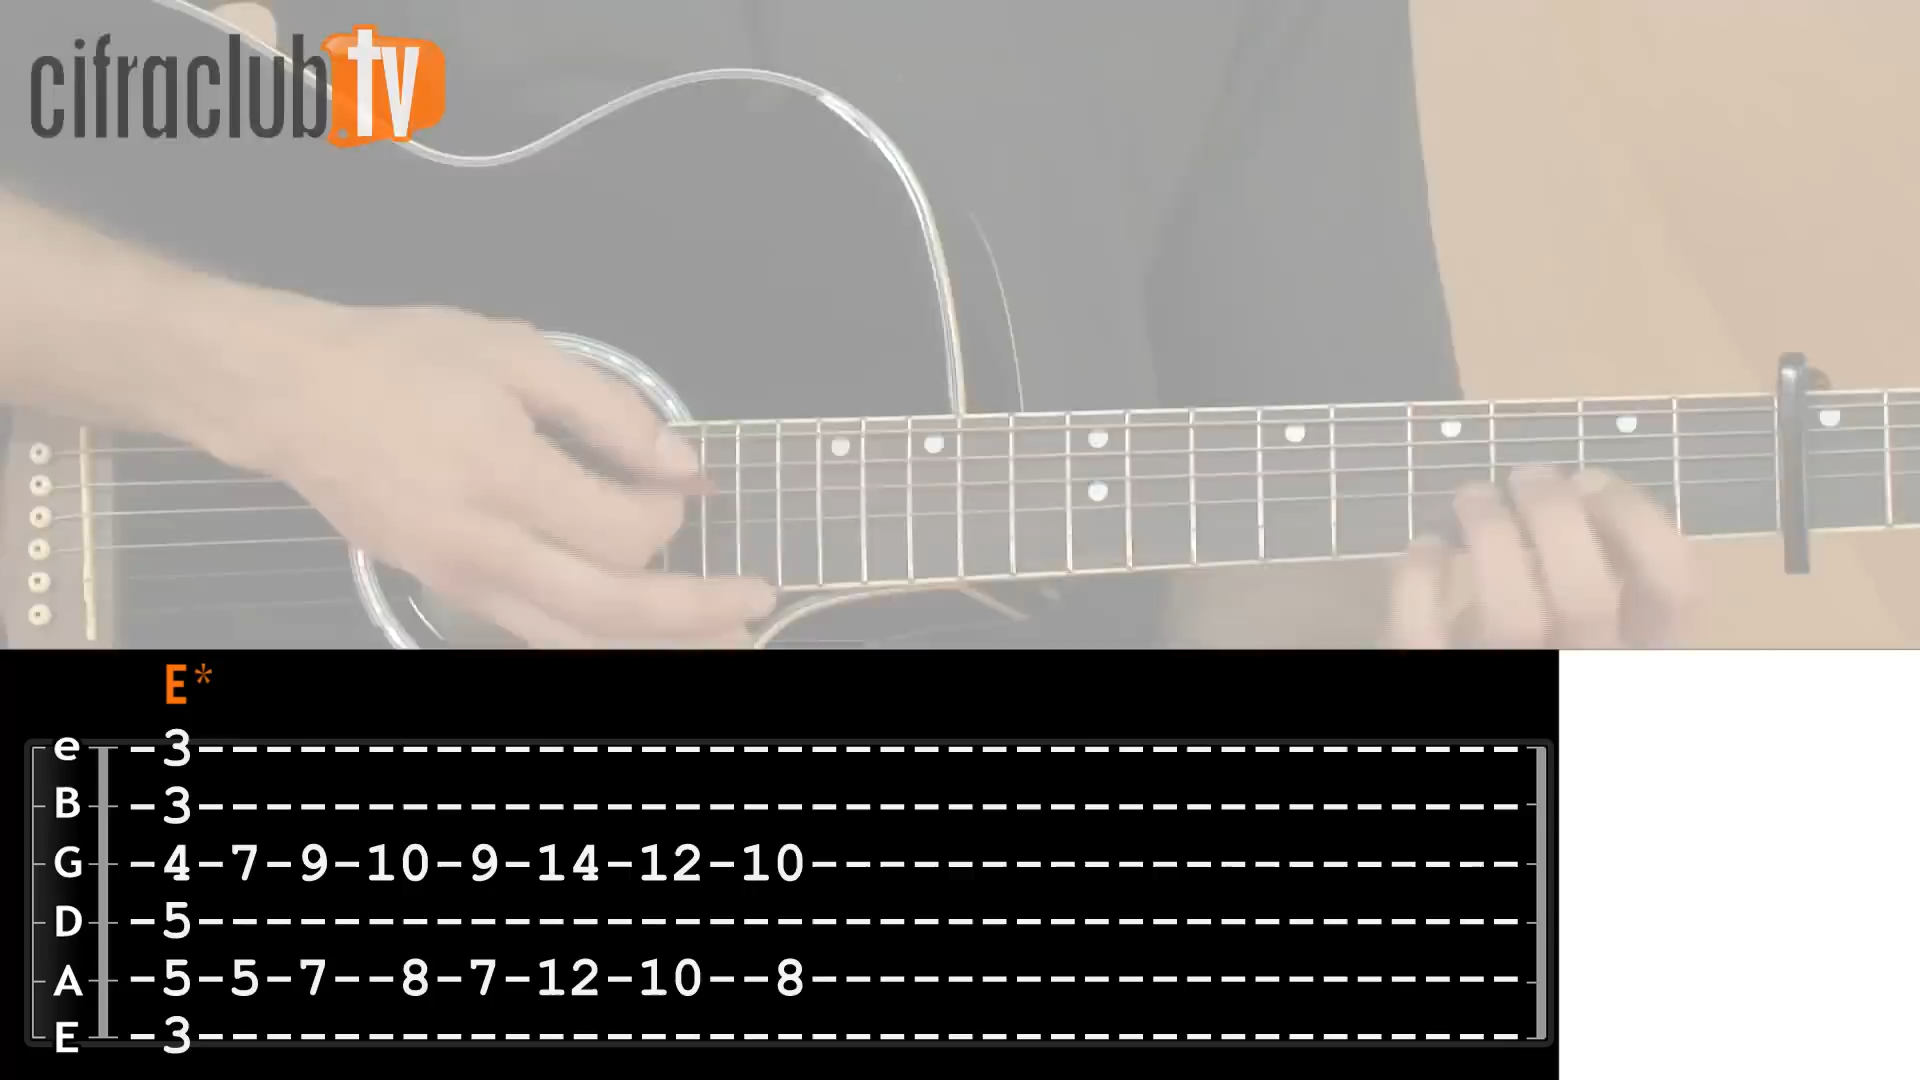 cifraclub tv
E*
e -3---------------------------------------
B -3---------------------------------------
G -4-7-9-10-9-14-12-10---------------------
D -5---------------------------------------
A -5-5-7--8-7-12-10--8---------------------
E -3---------------------------------------